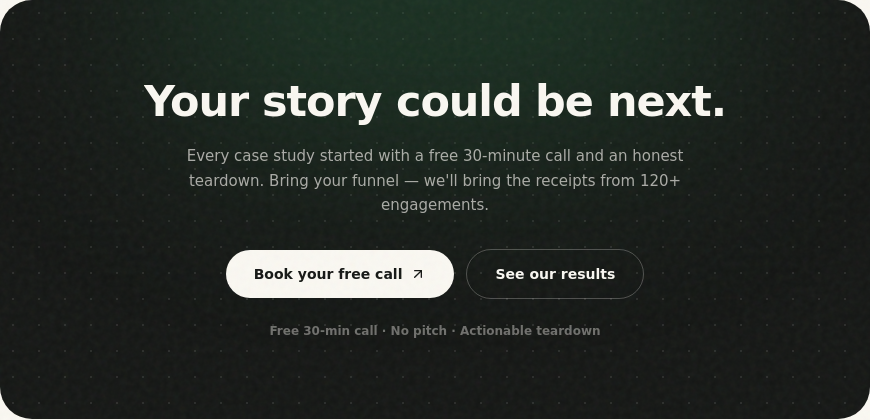 Your story could be next.
Every case study started with a free 30-minute call and an honest
teardown. Bring your funnel — we'll bring the receipts from 120+
engagements.
Book your free call
See our results
Free 30-min call · No pitch · Actionable teardown